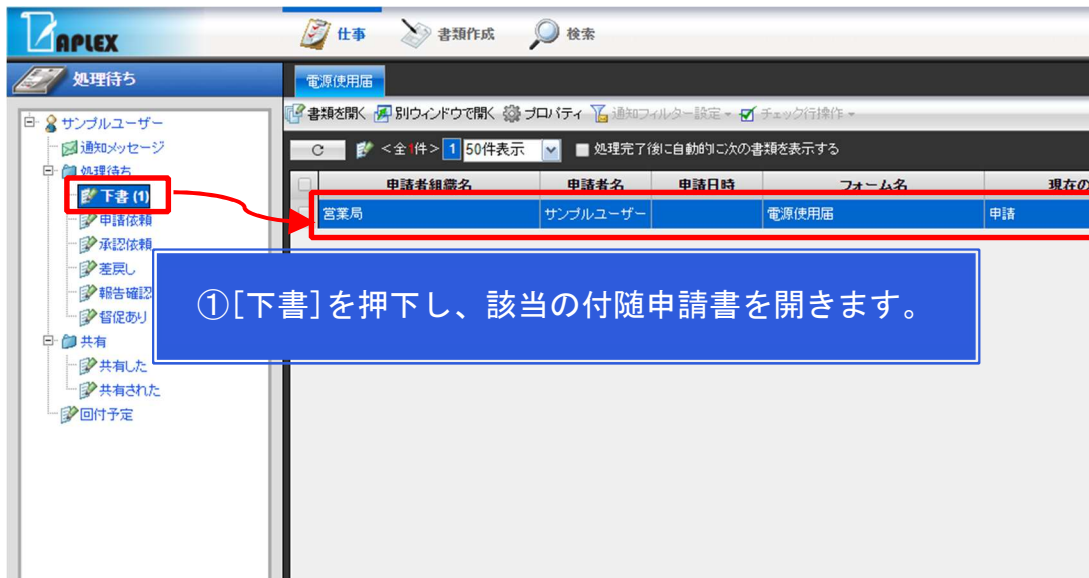 APLEX
仕事 書類作成 検索
処理待ち
電源使用届
書類を開く 別ウィンドウで開く プロパティ 通知フィルター設定 チェック行操作
<全1件> 1 50件表示 処理完了後に自動的に次の書類を表示する
申請者組織名 申請者名 申請日時 フォーム名 現在の
営業局 サンプルユーザー 電源使用届 申請
サンプルユーザー
通知メッセージ
処理待ち
下書 (1)
申請依頼
承認依頼
差戻し
報告確認
督促あり
共有
共有した
共有された
回付予定
①[下書]を押下し、該当の付随申請書を開きます。